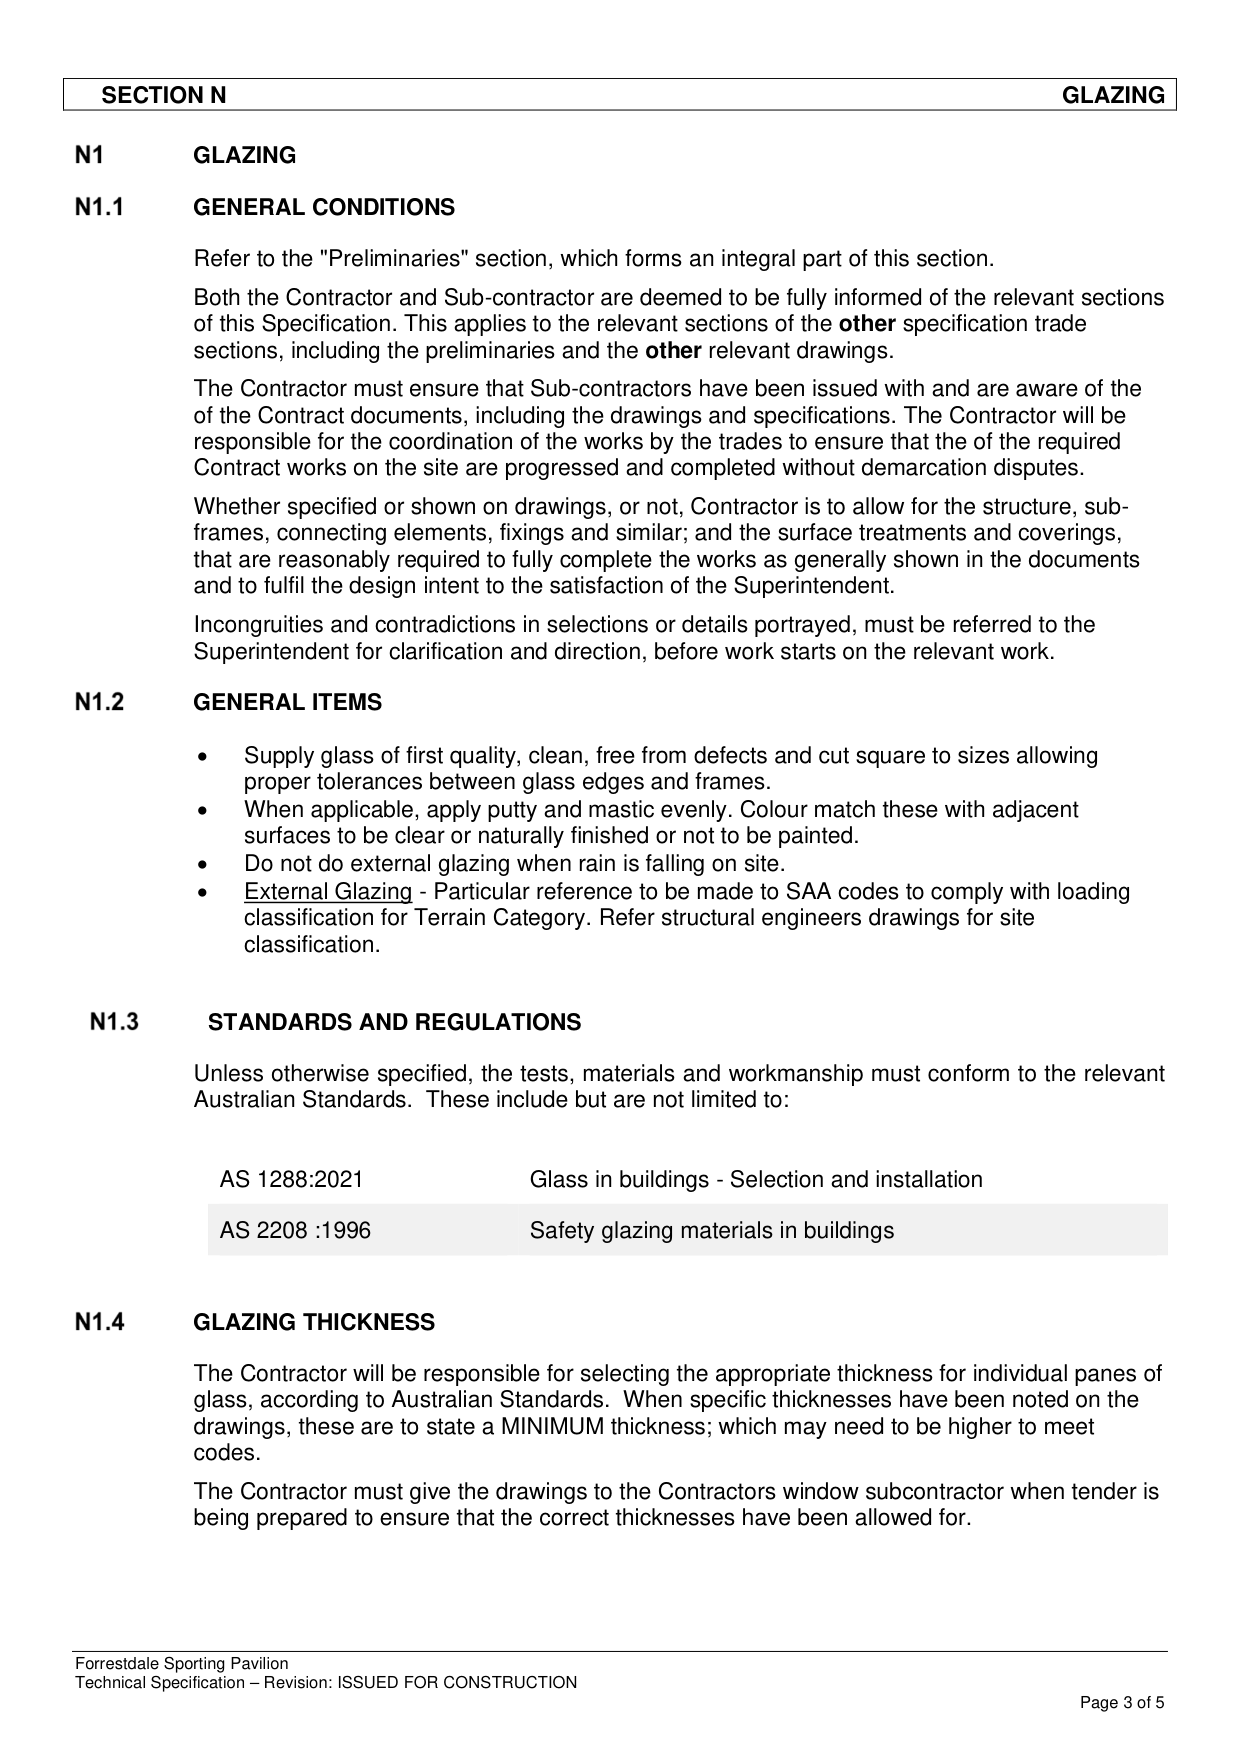 SECTION N GLAZING
N1 GLAZING
N1.1 GENERAL CONDITIONS
Refer to the "Preliminaries" section, which forms an integral part of this section.
Both the Contractor and Sub-contractor are deemed to be fully informed of the relevant sections
of this Specification. This applies to the relevant sections of the other specification trade
sections, including the preliminaries and the other relevant drawings.
The Contractor must ensure that Sub-contractors have been issued with and are aware of the
of the Contract documents, including the drawings and specifications. The Contractor will be
responsible for the coordination of the works by the trades to ensure that the of the required
Contract works on the site are progressed and completed without demarcation disputes.
Whether specified or shown on drawings, or not, Contractor is to allow for the structure, sub-
frames, connecting elements, fixings and similar; and the surface treatments and coverings,
that are reasonably required to fully complete the works as generally shown in the documents
and to fulfil the design intent to the satisfaction of the Superintendent.
Incongruities and contradictions in selections or details portrayed, must be referred to the
Superintendent for clarification and direction, before work starts on the relevant work.
N1.2 GENERAL ITEMS
• Supply glass of first quality, clean, free from defects and cut square to sizes allowing
proper tolerances between glass edges and frames.
• When applicable, apply putty and mastic evenly. Colour match these with adjacent
surfaces to be clear or naturally finished or not to be painted.
• Do not do external glazing when rain is falling on site.
• External Glazing - Particular reference to be made to SAA codes to comply with loading
classification for Terrain Category. Refer structural engineers drawings for site
classification.
N1.3 STANDARDS AND REGULATIONS
Unless otherwise specified, the tests, materials and workmanship must conform to the relevant
Australian Standards.  These include but are not limited to:
AS 1288:2021 Glass in buildings - Selection and installation
AS 2208 :1996 Safety glazing materials in buildings
N1.4 GLAZING THICKNESS
The Contractor will be responsible for selecting the appropriate thickness for individual panes of
glass, according to Australian Standards.  When specific thicknesses have been noted on the
drawings, these are to state a MINIMUM thickness; which may need to be higher to meet
codes.
The Contractor must give the drawings to the Contractors window subcontractor when tender is
being prepared to ensure that the correct thicknesses have been allowed for.
Forrestdale Sporting Pavilion
Technical Specification – Revision: ISSUED FOR CONSTRUCTION
Page 3 of 5